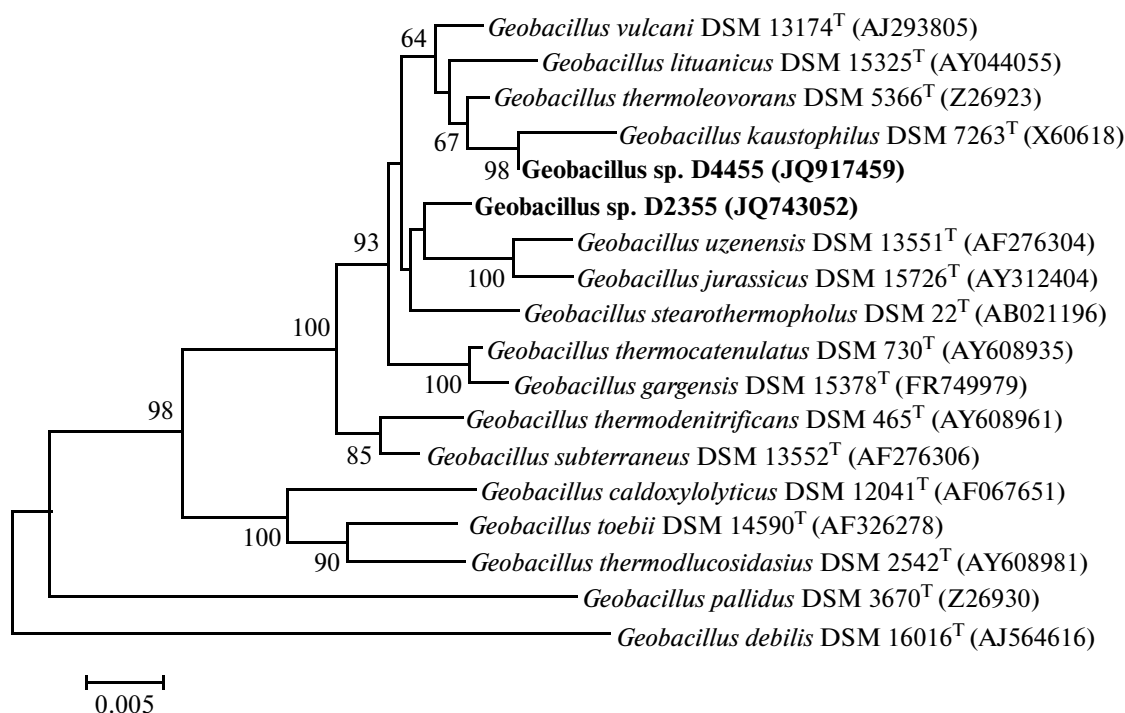 64
Geobacillus vulcani DSM 13174T (AJ293805)
Geobacillus lituanicus DSM 15325T (AY044055)
Geobacillus thermoleovorans DSM 5366T (Z26923)
67
Geobacillus kaustophilus DSM 7263T (X60618)
98
Geobacillus sp. D4455 (JQ917459)
Geobacillus sp. D2355 (JQ743052)
93
Geobacillus uzenensis DSM 13551T (AF276304)
100
Geobacillus jurassicus DSM 15726T (AY312404)
Geobacillus stearothermopholus DSM 22T (AB021196)
100
Geobacillus thermocatenulatus DSM 730T (AY608935)
100
Geobacillus gargensis DSM 15378T (FR749979)
98
Geobacillus thermodenitrificans DSM 465T (AY608961)
85
Geobacillus subterraneus DSM 13552T (AF276306)
Geobacillus caldoxylolyticus DSM 12041T (AF067651)
100
Geobacillus toebii DSM 14590T (AF326278)
90
Geobacillus thermodlucosidasius DSM 2542T (AY608981)
Geobacillus pallidus DSM 3670T (Z26930)
Geobacillus debilis DSM 16016T (AJ564616)
0.005